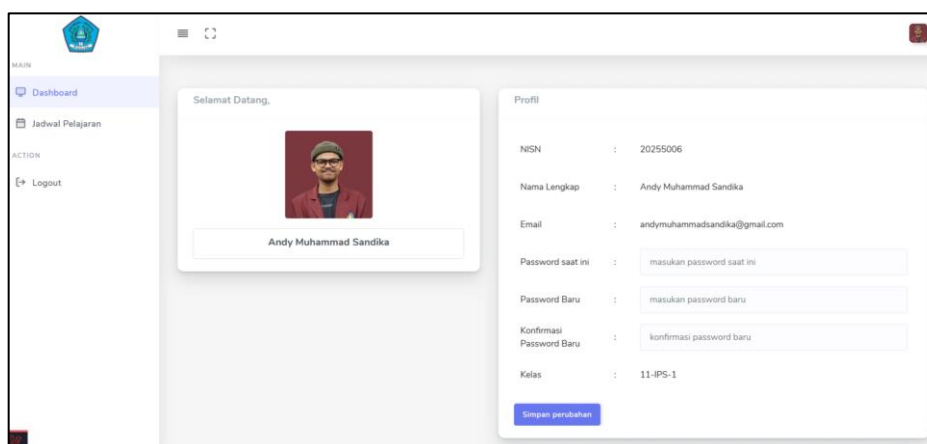 MAIN
Dashboard
Jadwal Pelajaran
ACTION
Logout
Selamat Datang,
Andy Muhammad Sandika
Profil
NISN : 20255006
Nama Lengkap : Andy Muhammad Sandika
Email : andymuhammadsandika@gmail.com
Password saat ini : masukan password saat ini
Password Baru : masukan password baru
Konfirmasi
Password Baru : konfirmasi password baru
Kelas : 11-IPS-1
Simpan perubahan